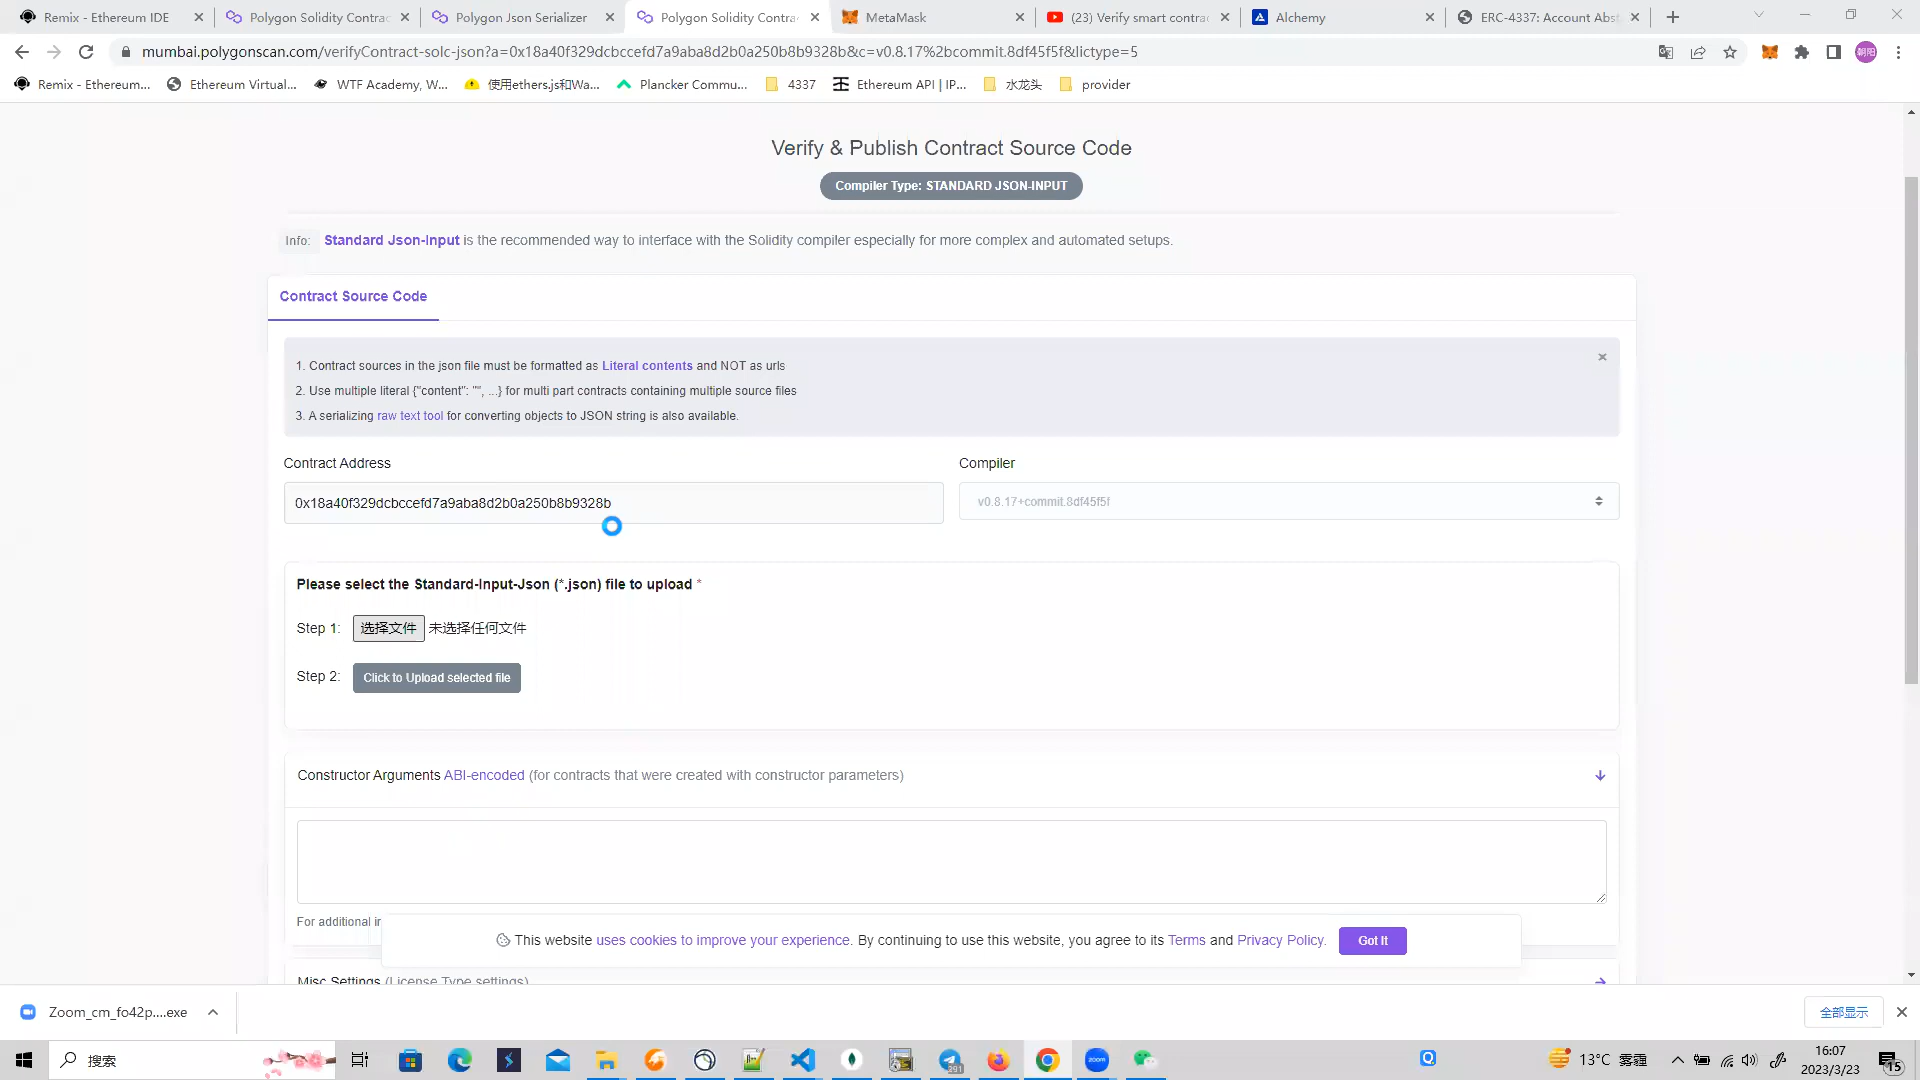 Remix - Ethereum IDE
Polygon Solidity Contrac
Polygon Json Serializer
Polygon Solidity Contra
MetaMask
(23) Verify smart contra
Alchemy
ERC-4337: Account Abst
mumbai.polygonscan.com/verifyContract-solc-json?a=0x18a40f329dcbccefd7a9aba8d2b0a250b8b9328b&c=v0.8.17%2bcommit.8df45f5f&lictype=5
朝阳
Remix - Ethereum...
Ethereum Virtual...
WTF Academy, W...
使用ethers.js和Wa...
Plancker Commu...
4337
Ethereum API | IP...
水龙头
provider
Verify & Publish Contract Source Code
Compiler Type: STANDARD JSON-INPUT
Info: Standard Json-Input is the recommended way to interface with the Solidity compiler especially for more complex and automated setups.
Contract Source Code
1. Contract sources in the json file must be formatted as Literal contents and NOT as urls
2. Use multiple literal {"content": "", ...} for multi part contracts containing multiple source files
3. A serializing raw text tool for converting objects to JSON string is also available.
Contract Address
Compiler
0x18a40f329dcbccefd7a9aba8d2b0a250b8b9328b
v0.8.17+commit.8df45f5f
Please select the Standard-Input-Json (*.json) file to upload *
Step 1: 选择文件 未选择任何文件
Step 2: Click to Upload selected file
Constructor Arguments ABI-encoded (for contracts that were created with constructor parameters)
For additional in
This website uses cookies to improve your experience. By continuing to use this website, you agree to its Terms and Privacy Policy.
Got It
Misc Settings (License Type settings)
Zoom_cm_fo42p....exe
全部显示
搜索
zoom
391
13°C 雾霾
16:07
2023/3/23
15